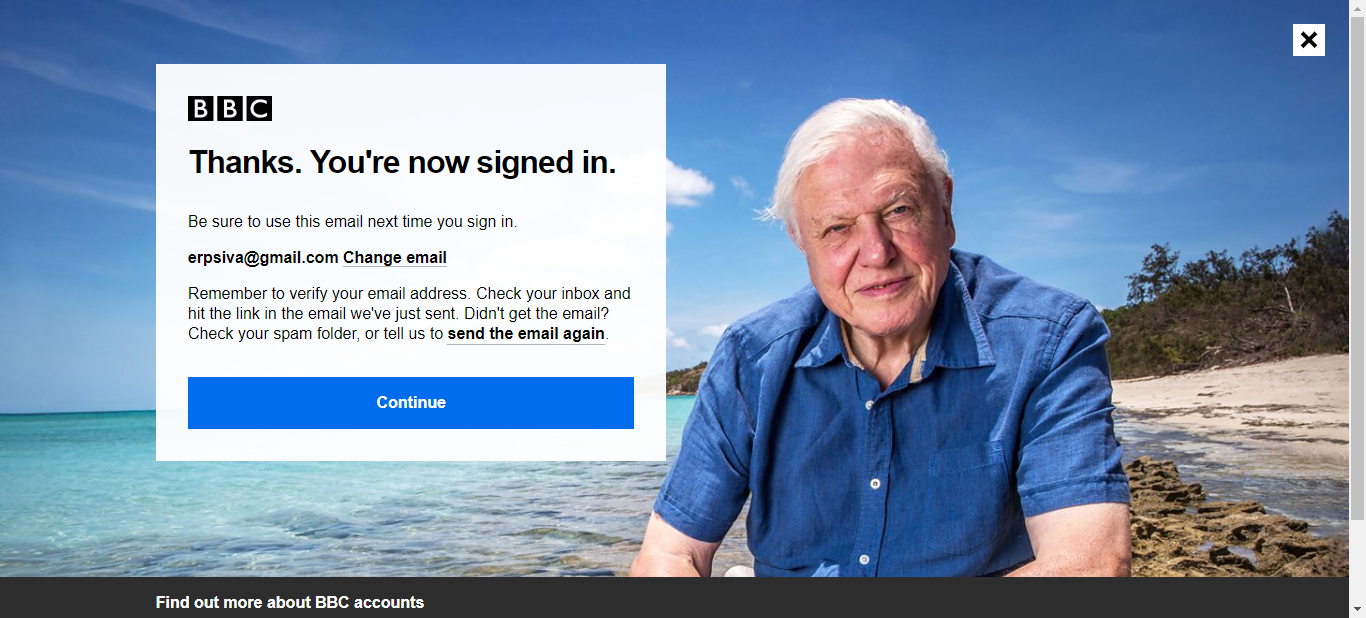 BBC
Thanks. You're now signed in.
Be sure to use this email next time you sign in.
erpsiva@gmail.com Change email
Remember to verify your email address. Check your inbox and
hit the link in the email we've just sent. Didn't get the email?
Check your spam folder, or tell us to send the email again.
Continue
Find out more about BBC accounts